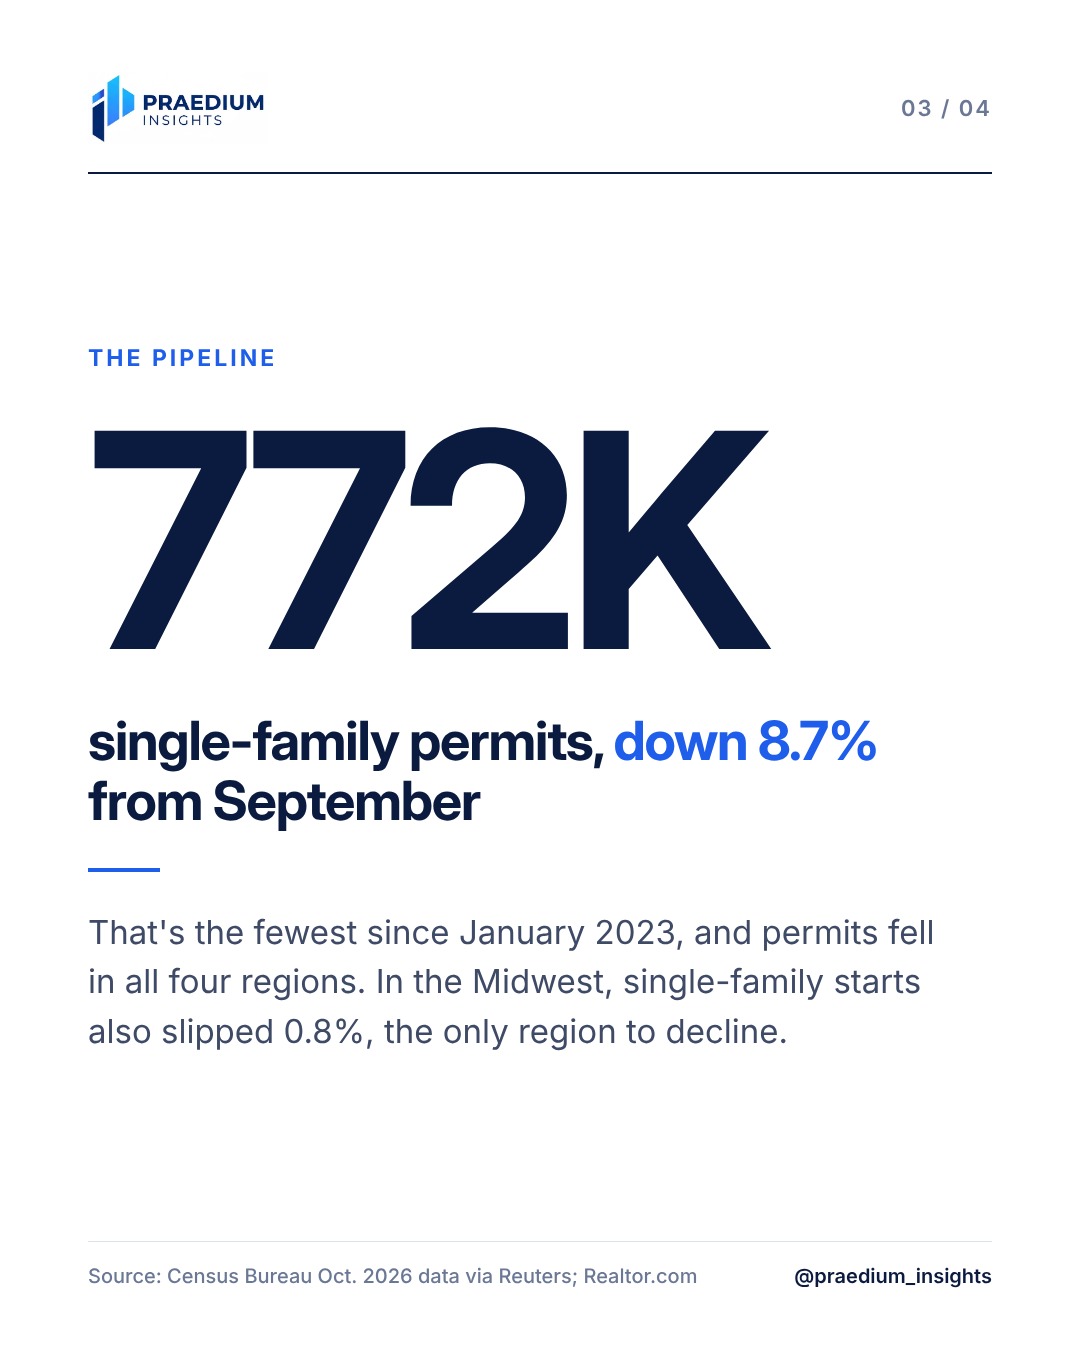 PRAEDIUM
INSIGHTS
03 / 04
THE PIPELINE
772K
single-family permits, down 8.7%
from September
That's the fewest since January 2023, and permits fell
in all four regions. In the Midwest, single-family starts
also slipped 0.8%, the only region to decline.
Source: Census Bureau Oct. 2026 data via Reuters; Realtor.com
@praedium_insights